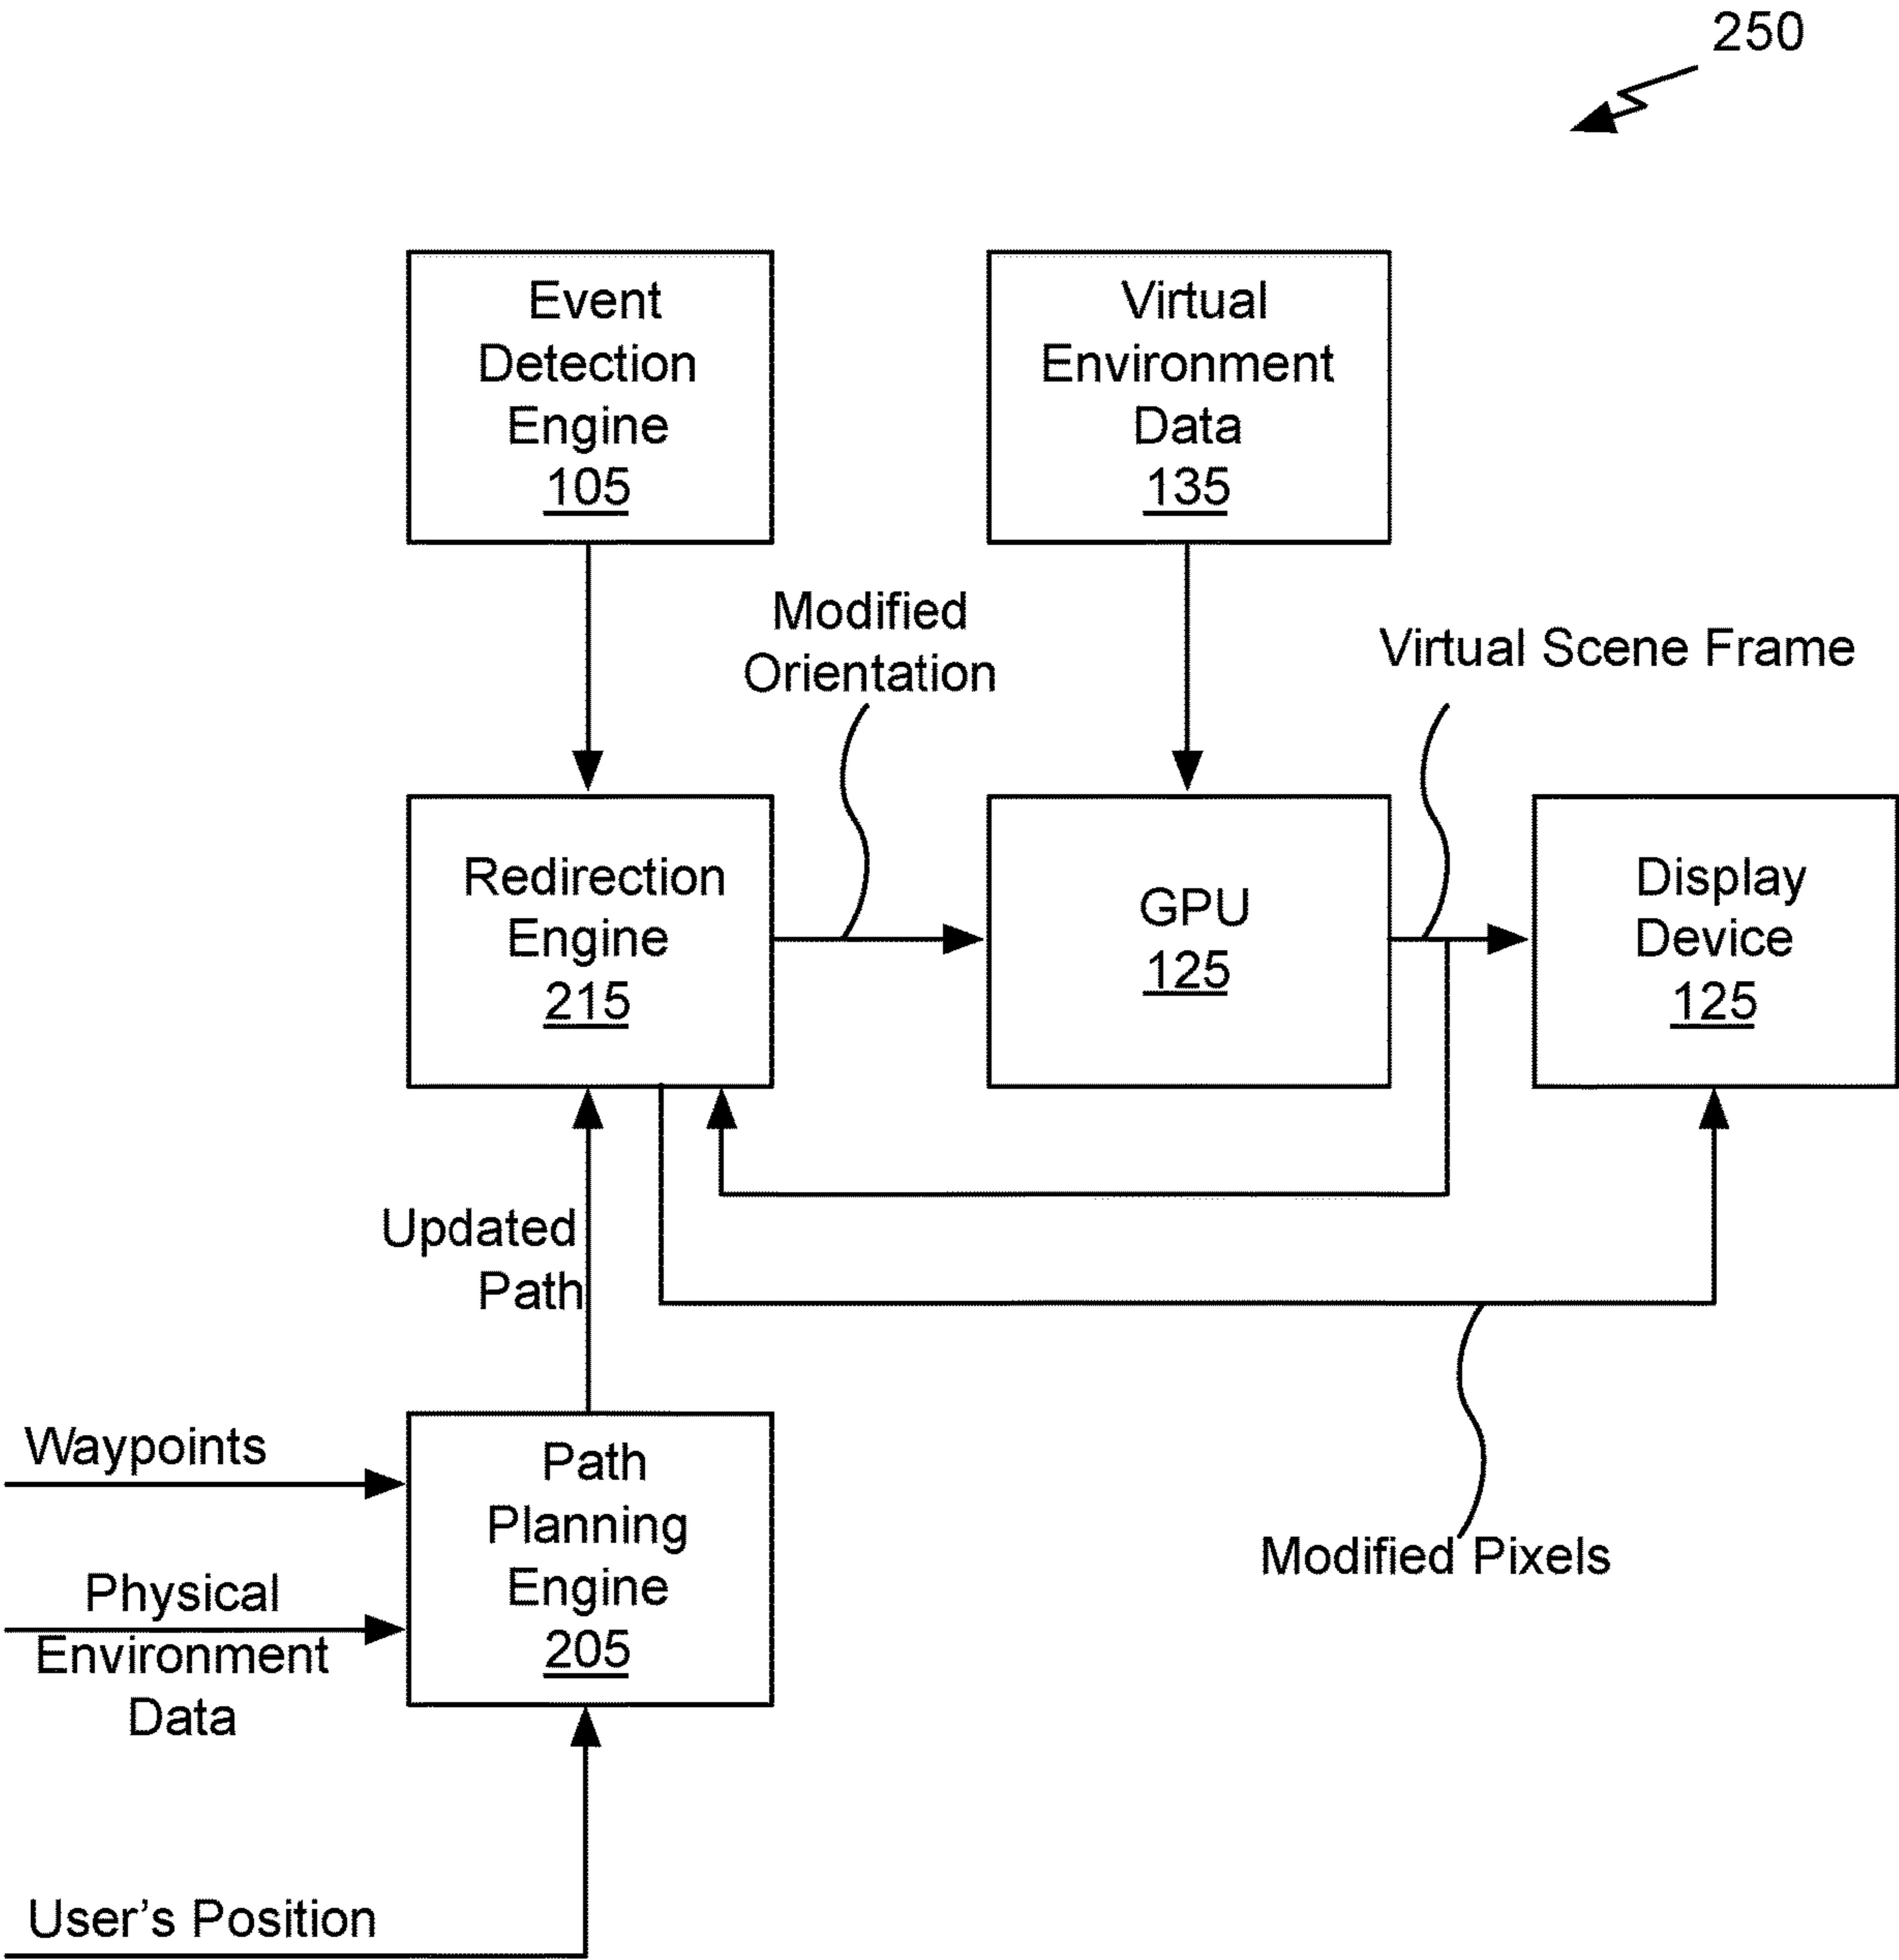 250
Event
Detection
Engine
105
Virtual
Environment
Data
135
Modified
Orientation
Virtual Scene Frame
Redirection
Engine
215
GPU
125
Display
Device
125
Updated
Path
Waypoints
Physical
Environment
Data
Path
Planning
Engine
205
Modified Pixels
User’s Position